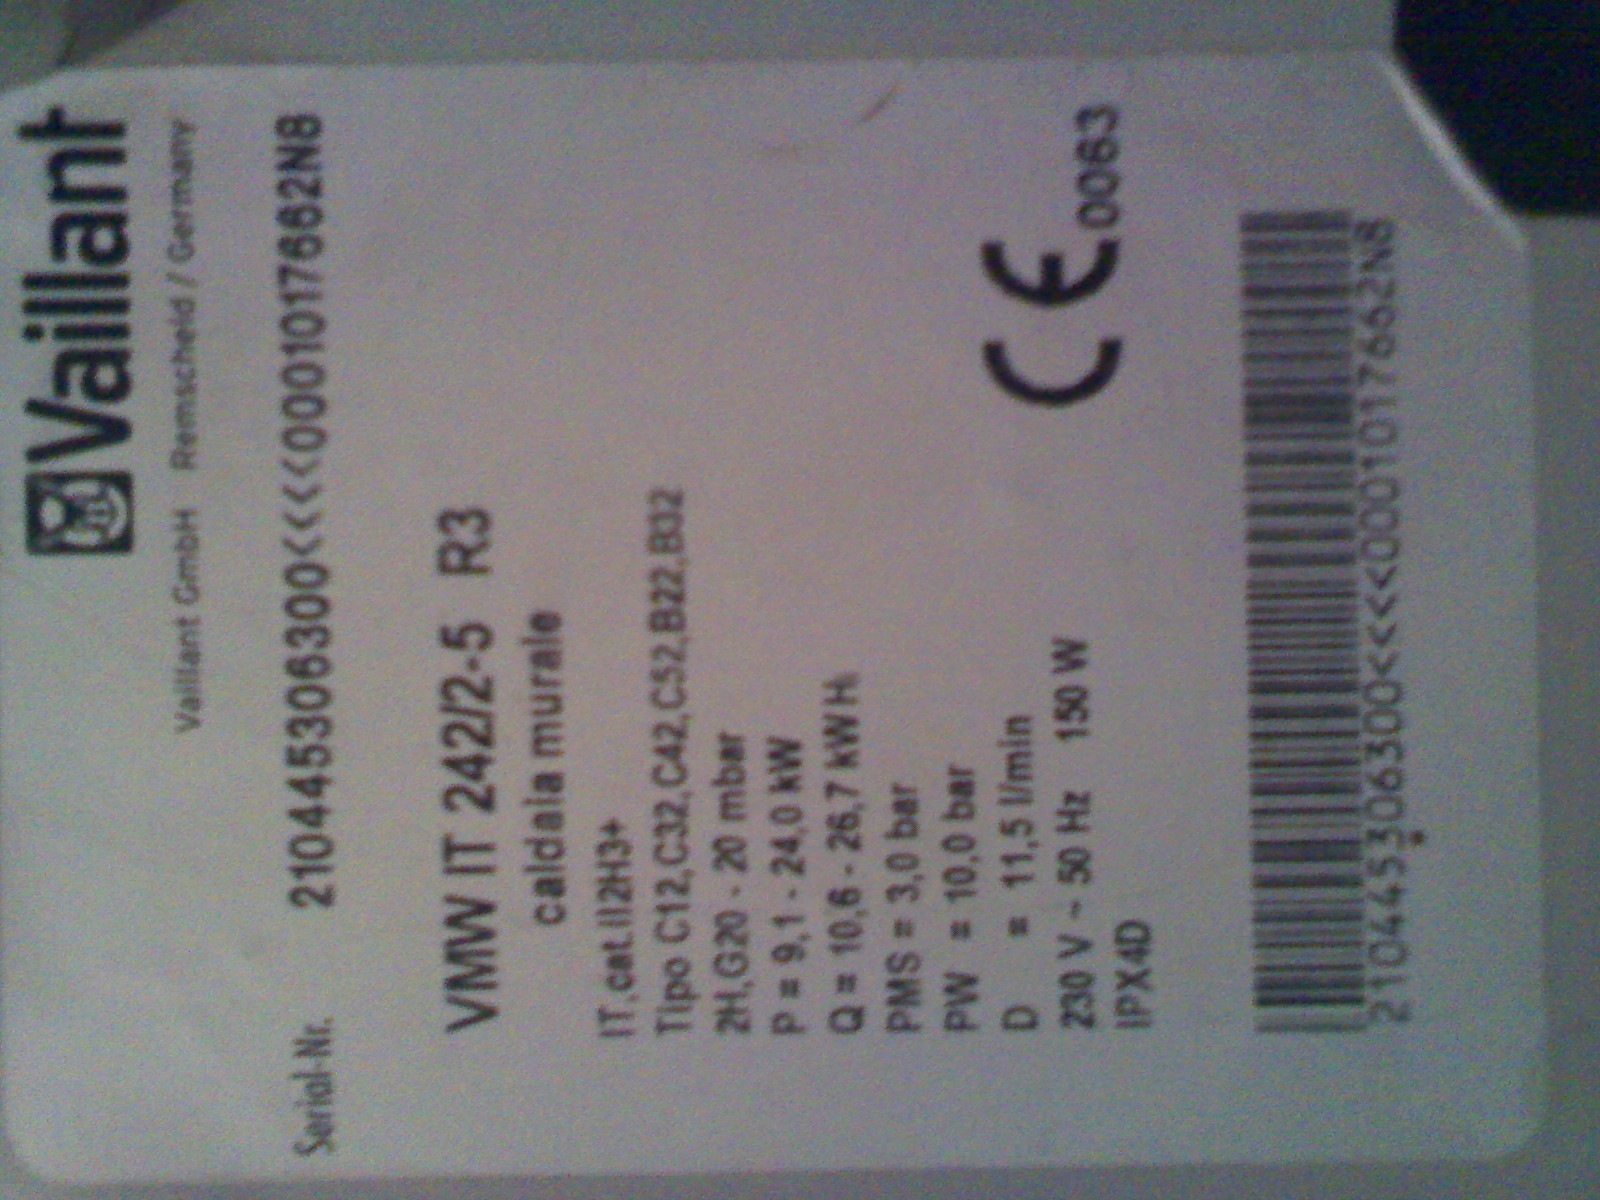 Vaillant
Vaillant GmbH Remscheid / Germany
Serial-Nr. 210445306300<<<<0001017662N8
VMW IT 242/2-5 R3
caldaia murale
IT,cat.II2H3+
Tipo C12,C32,C42,C52,B22,B32
2H,G20 - 20 mbar
P = 9,1 - 24,0 kW
Q = 10,6 - 26,7 kW Hi
PMS = 3,0 bar
PW = 10,0 bar
D = 11,5 l/min
230 V ~ 50 Hz 150 W
IPX4D
CE 0063
210445306300<<<<0001017662N8